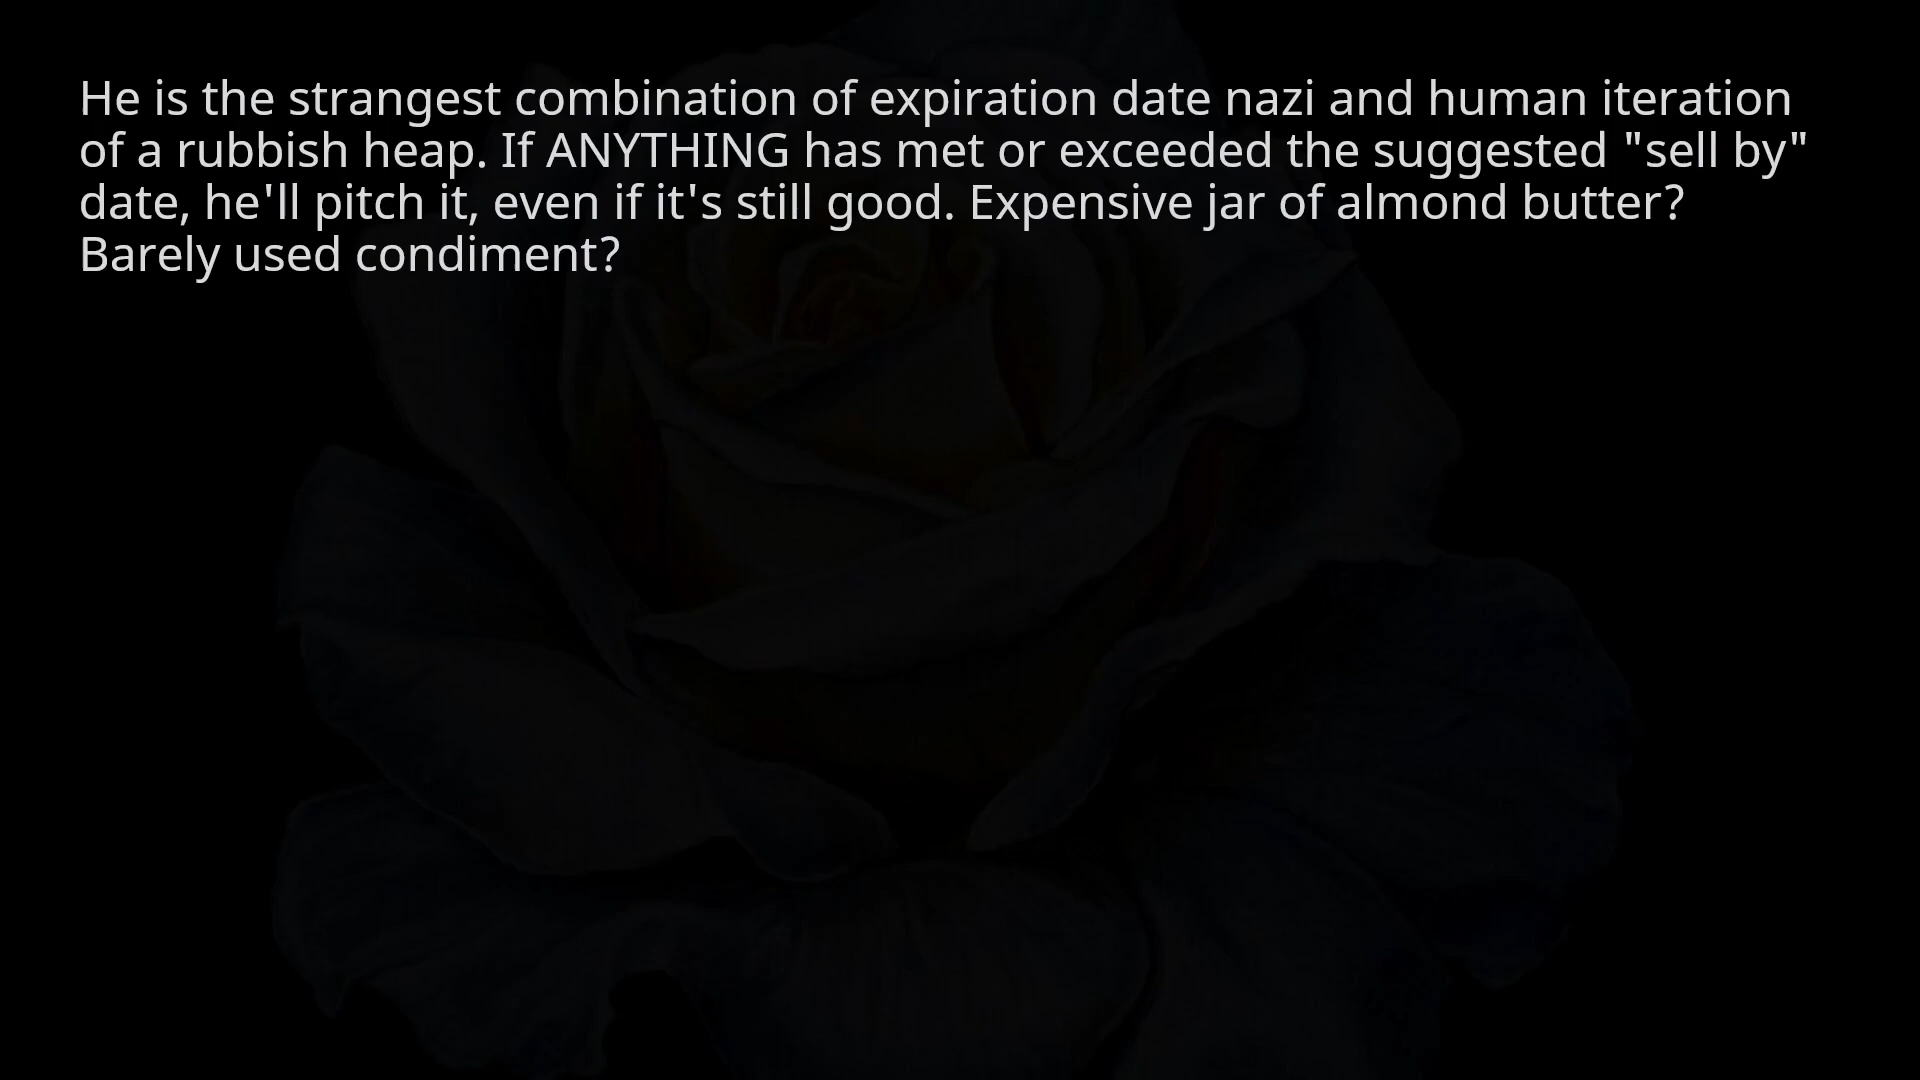 He is the strangest combination of expiration date nazi and human iteration
of a rubbish heap. If ANYTHING has met or exceeded the suggested "sell by"
date, he'll pitch it, even if it's still good. Expensive jar of almond butter?
Barely used condiment?